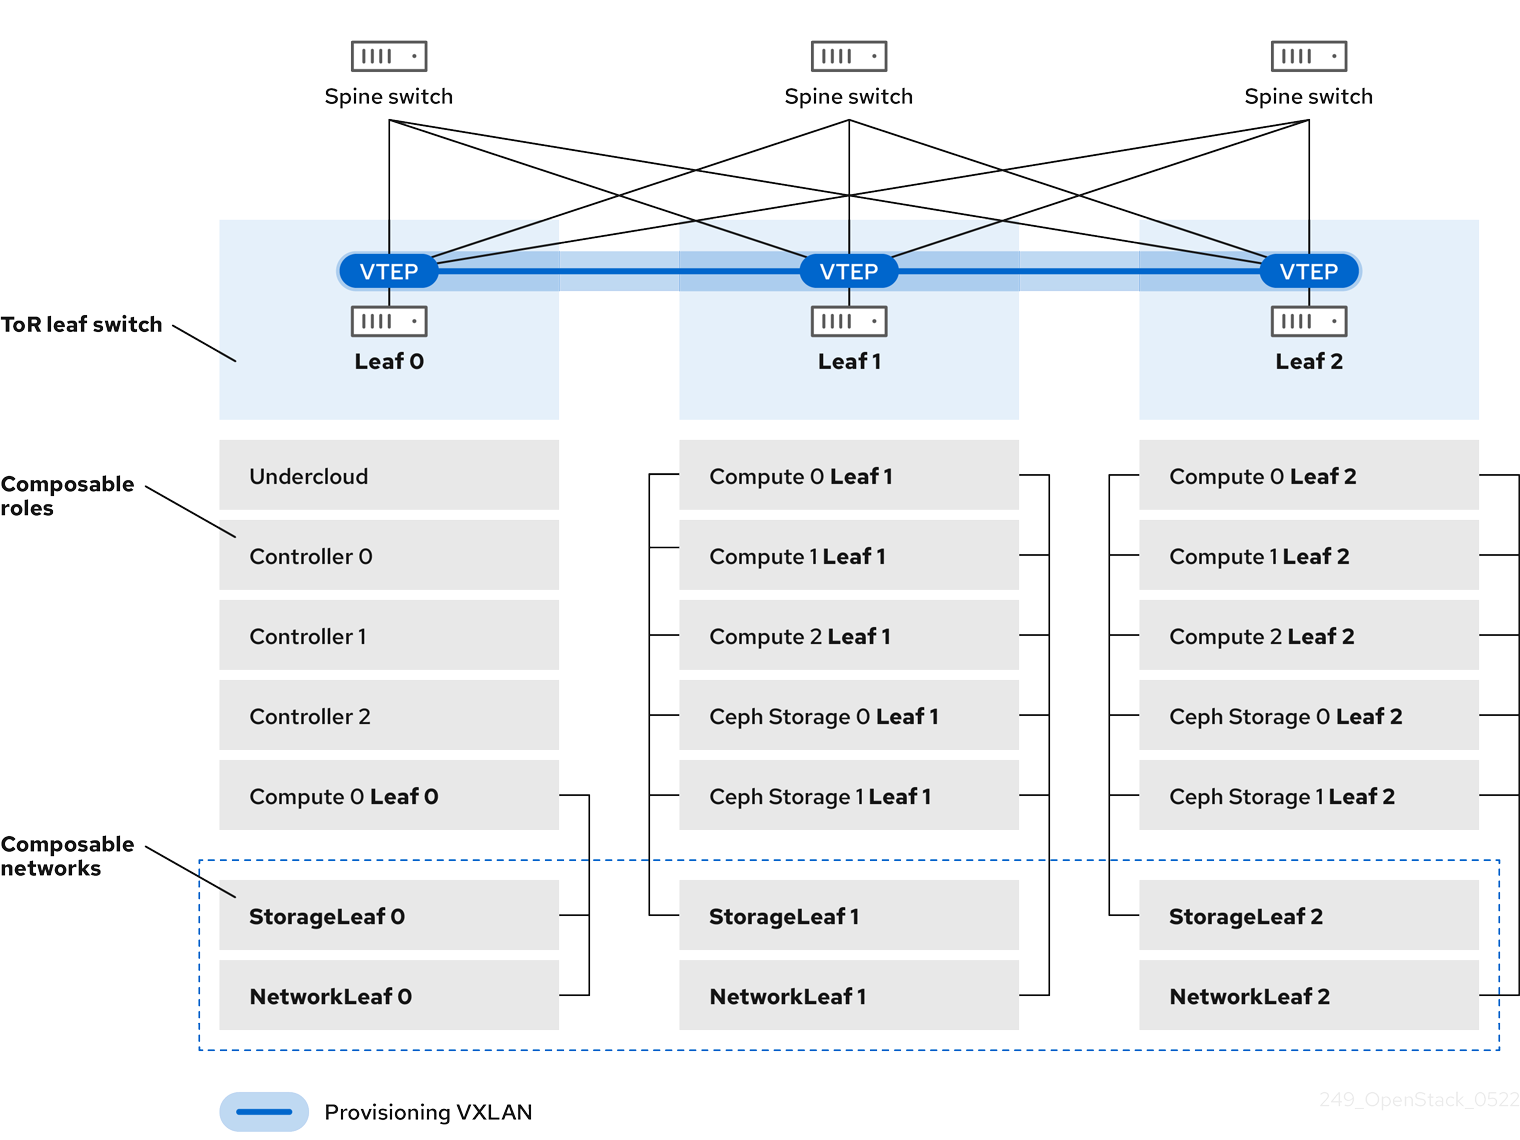 Spine switch
Spine switch
Spine switch
VTEP
VTEP
VTEP
ToR leaf switch
Leaf 0
Leaf 1
Leaf 2
Composable
roles
Undercloud
Compute 0 Leaf 1
Compute 0 Leaf 2
Controller 0
Compute 1 Leaf 1
Compute 1 Leaf 2
Controller 1
Compute 2 Leaf 1
Compute 2 Leaf 2
Controller 2
Ceph Storage 0 Leaf 1
Ceph Storage 0 Leaf 2
Compute 0 Leaf 0
Ceph Storage 1 Leaf 1
Ceph Storage 1 Leaf 2
Composable
networks
StorageLeaf 0
StorageLeaf 1
StorageLeaf 2
NetworkLeaf 0
NetworkLeaf 1
NetworkLeaf 2
Provisioning VXLAN
249_OpenStack_0522